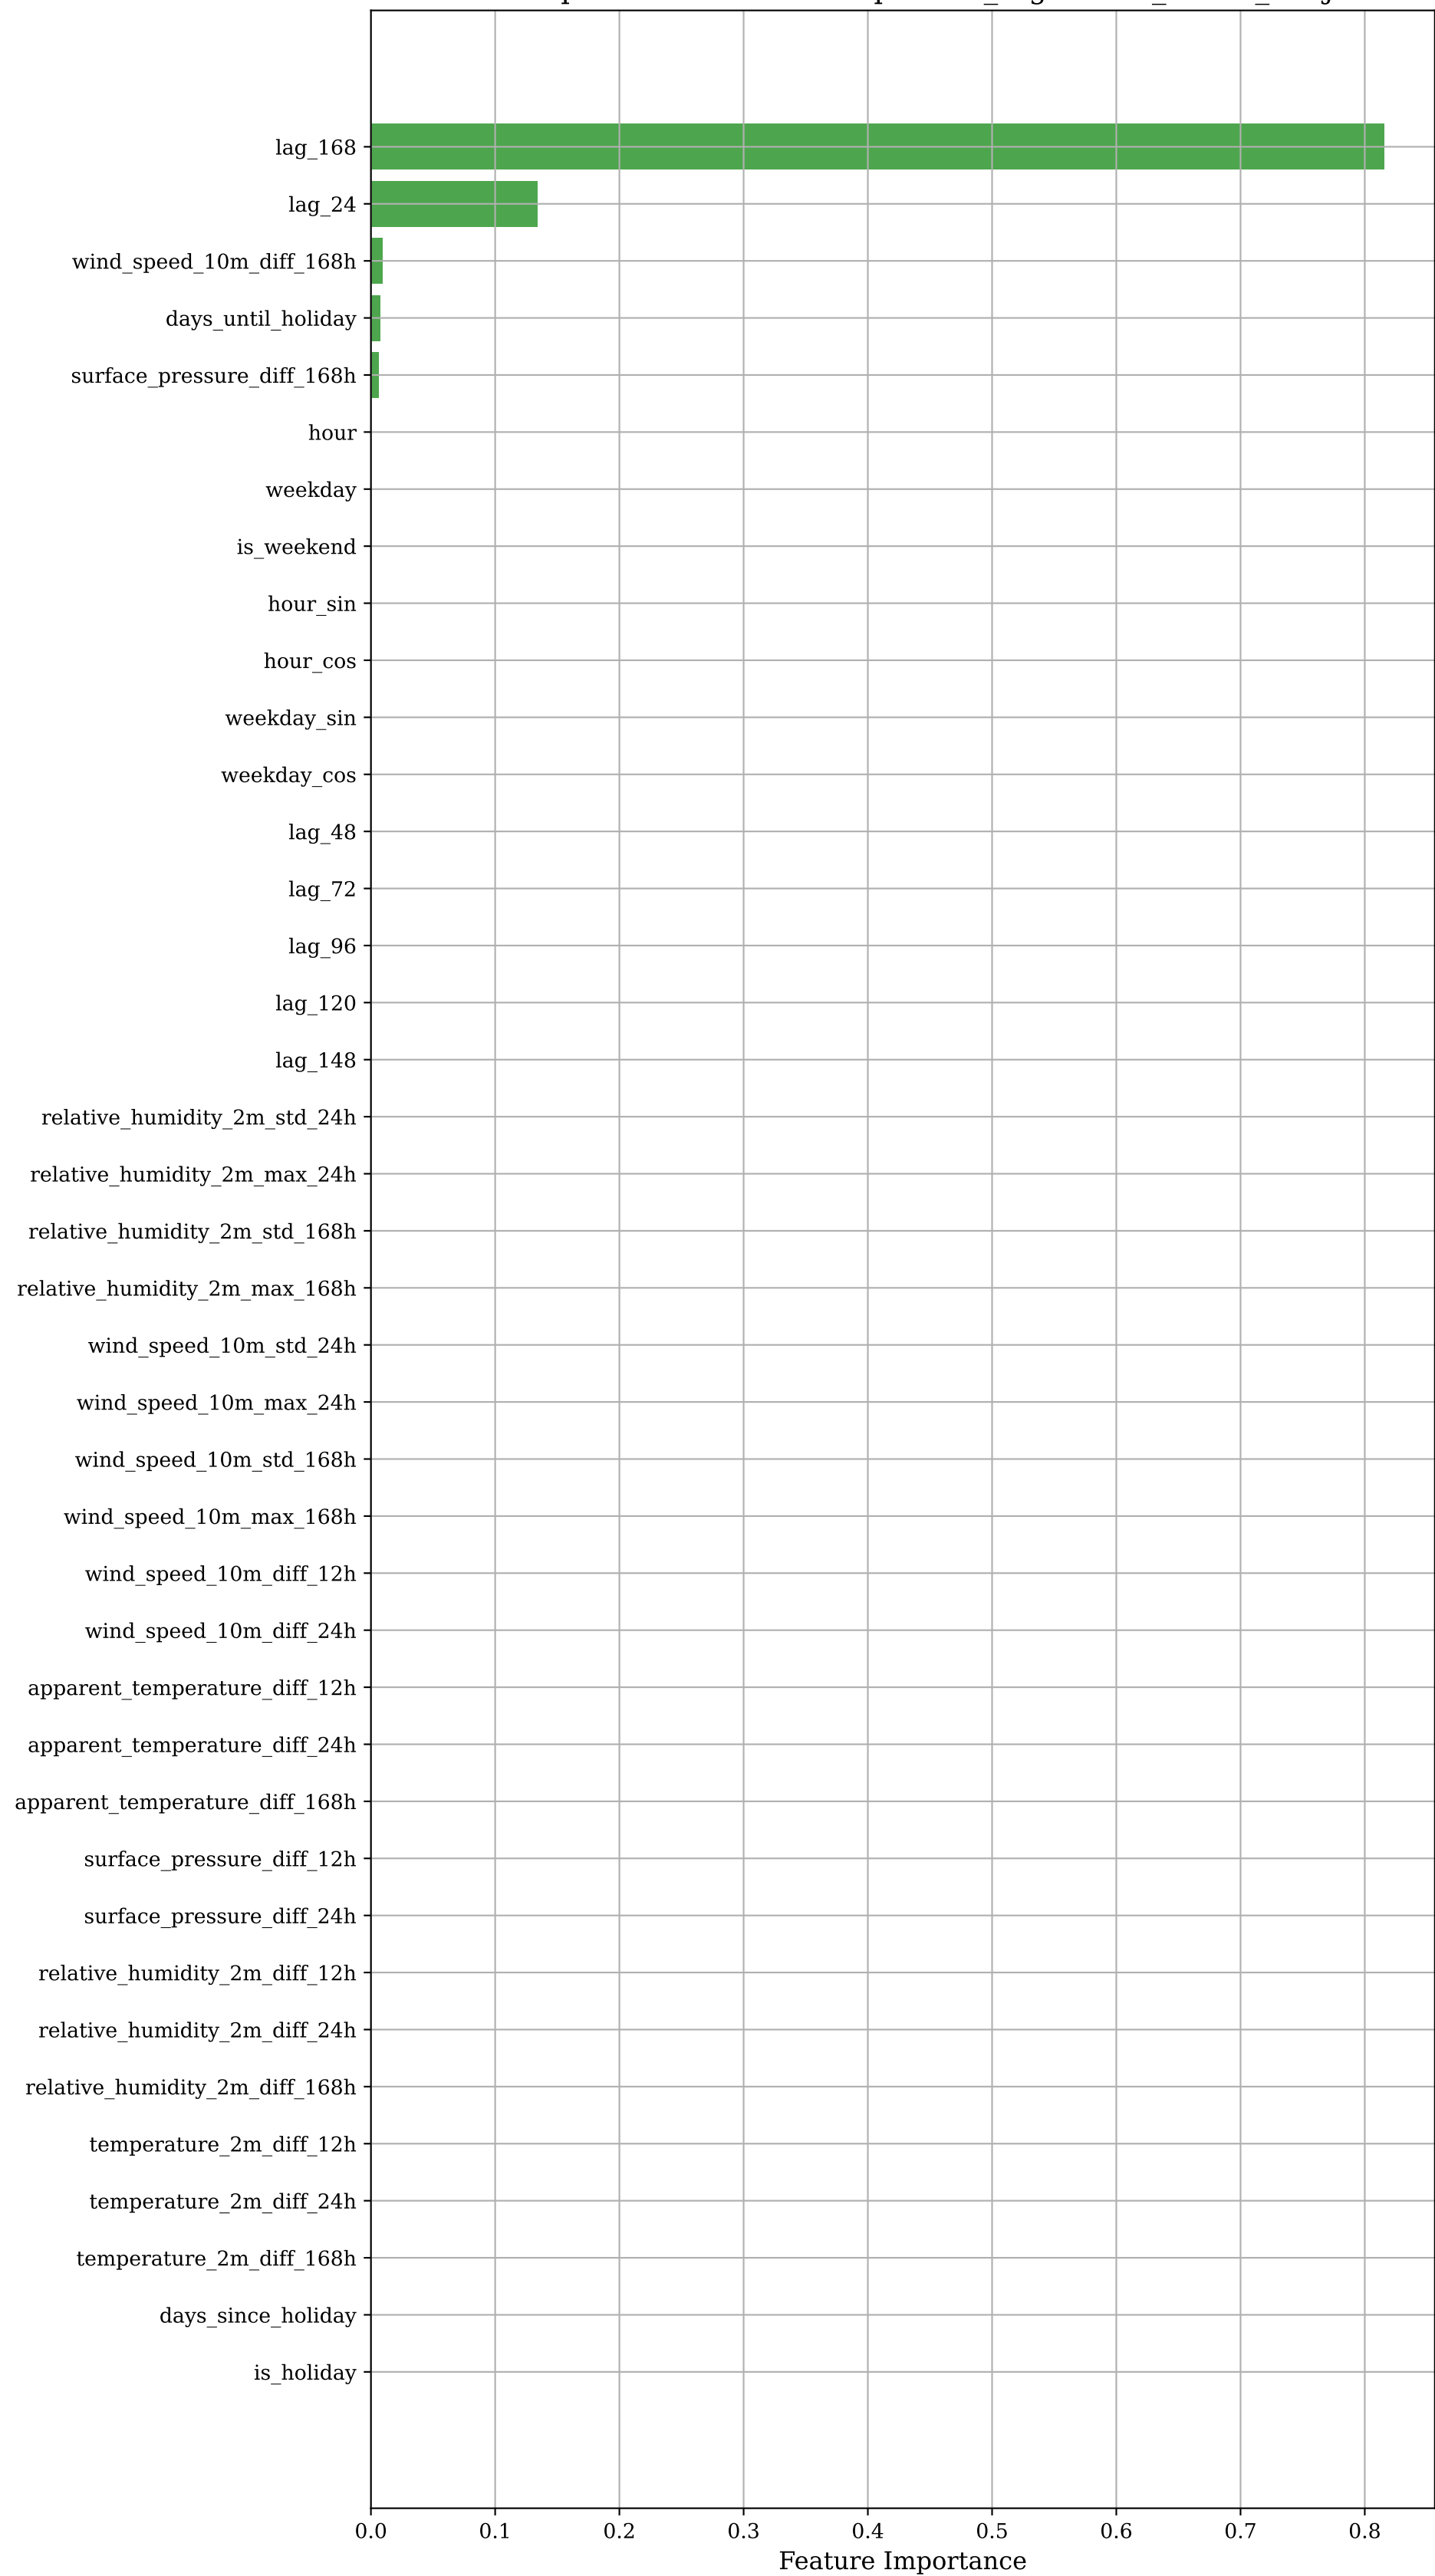 lag_168
lag_24
wind_speed_10m_diff_168h
days_until_holiday
surface_pressure_diff_168h
hour
weekday
is_weekend
hour_sin
hour_cos
weekday_sin
weekday_cos
lag_48
lag_72
lag_96
lag_120
lag_148
relative_humidity_2m_std_24h
relative_humidity_2m_max_24h
relative_humidity_2m_std_168h
relative_humidity_2m_max_168h
wind_speed_10m_std_24h
wind_speed_10m_max_24h
wind_speed_10m_std_168h
wind_speed_10m_max_168h
wind_speed_10m_diff_12h
wind_speed_10m_diff_24h
apparent_temperature_diff_12h
apparent_temperature_diff_24h
apparent_temperature_diff_168h
surface_pressure_diff_12h
surface_pressure_diff_24h
relative_humidity_2m_diff_12h
relative_humidity_2m_diff_24h
relative_humidity_2m_diff_168h
temperature_2m_diff_12h
temperature_2m_diff_24h
temperature_2m_diff_168h
days_since_holiday
is_holiday
0.0 0.1 0.2 0.3 0.4 0.5 0.6 0.7 0.8
Feature Importance